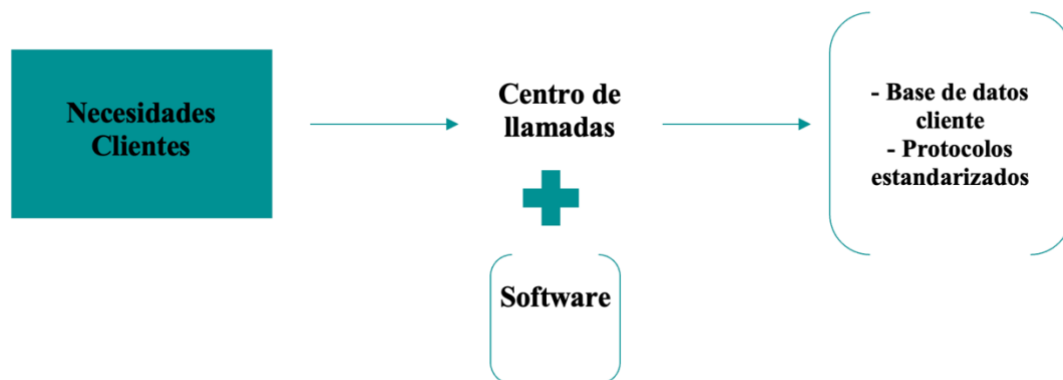 Necesidades
Clientes
Centro de
llamadas
Software
- Base de datos
cliente
- Protocolos
estandarizados